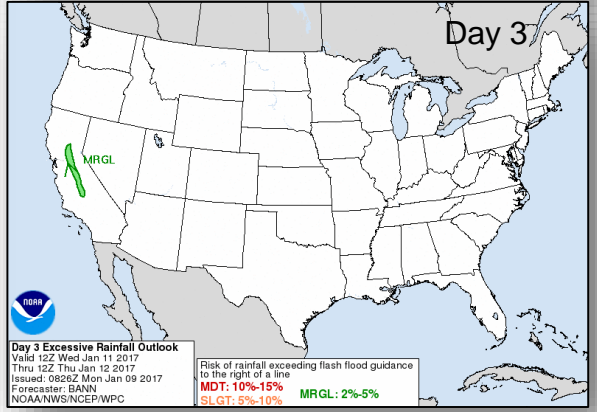 Day 3
MRGL
NOAA
Day 3 Excessive Rainfall Outlook
Valid 12Z Wed Jan 11 2017
Thru 12Z Thu Jan 12 2017
Issued: 0826Z Mon Jan 09 2017
Forecaster: BANN
NOAA/NWS/NCEP/WPC
Risk of rainfall exceeding flash flood guidance
to the right of a line
MDT: 10%-15%
MRGL: 2%-5%
SLGT: 5%-10%